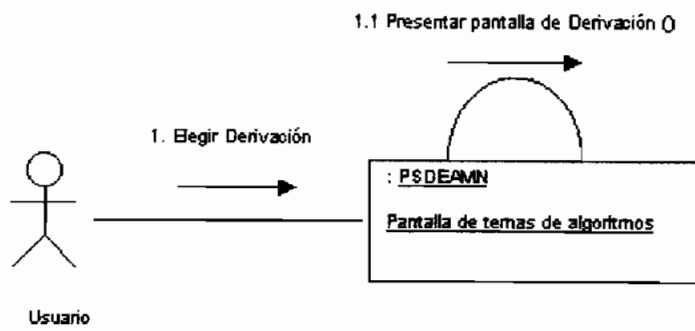 1.1 Presentar pantalla de Derivación ()
1. Elegir Derivación
: PSDEAMN
Pantalla de temas de algoritmos
Usuario